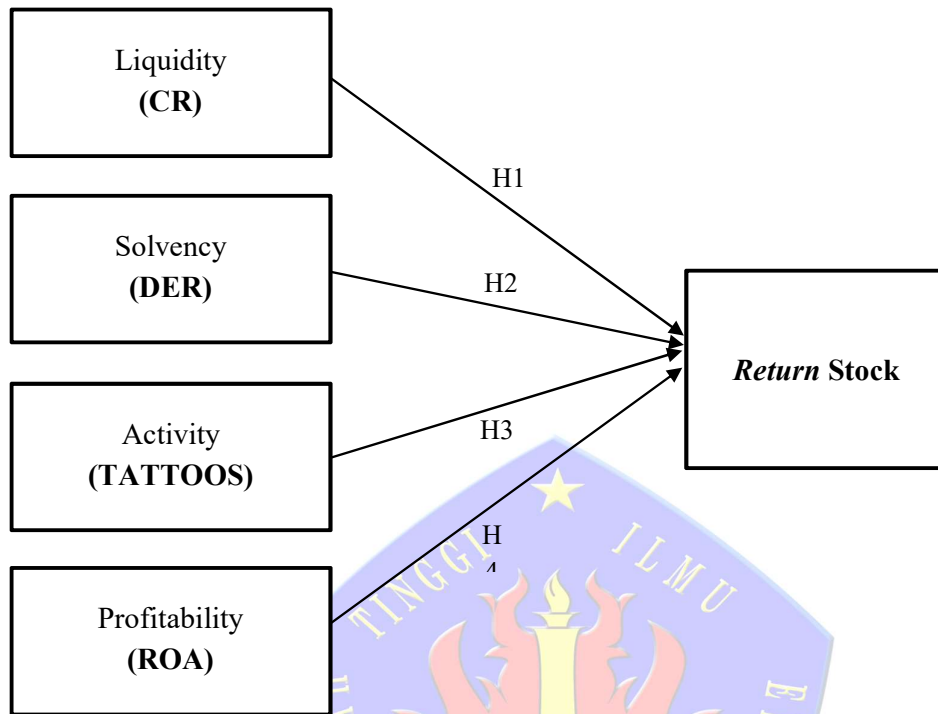 Liquidity
(CR)
H1
Solvency
(DER)
H2
Return Stock
Activity
(TATTOOS)
H3
H
4
Profitability
(ROA)
TINGGI
ILMU
E